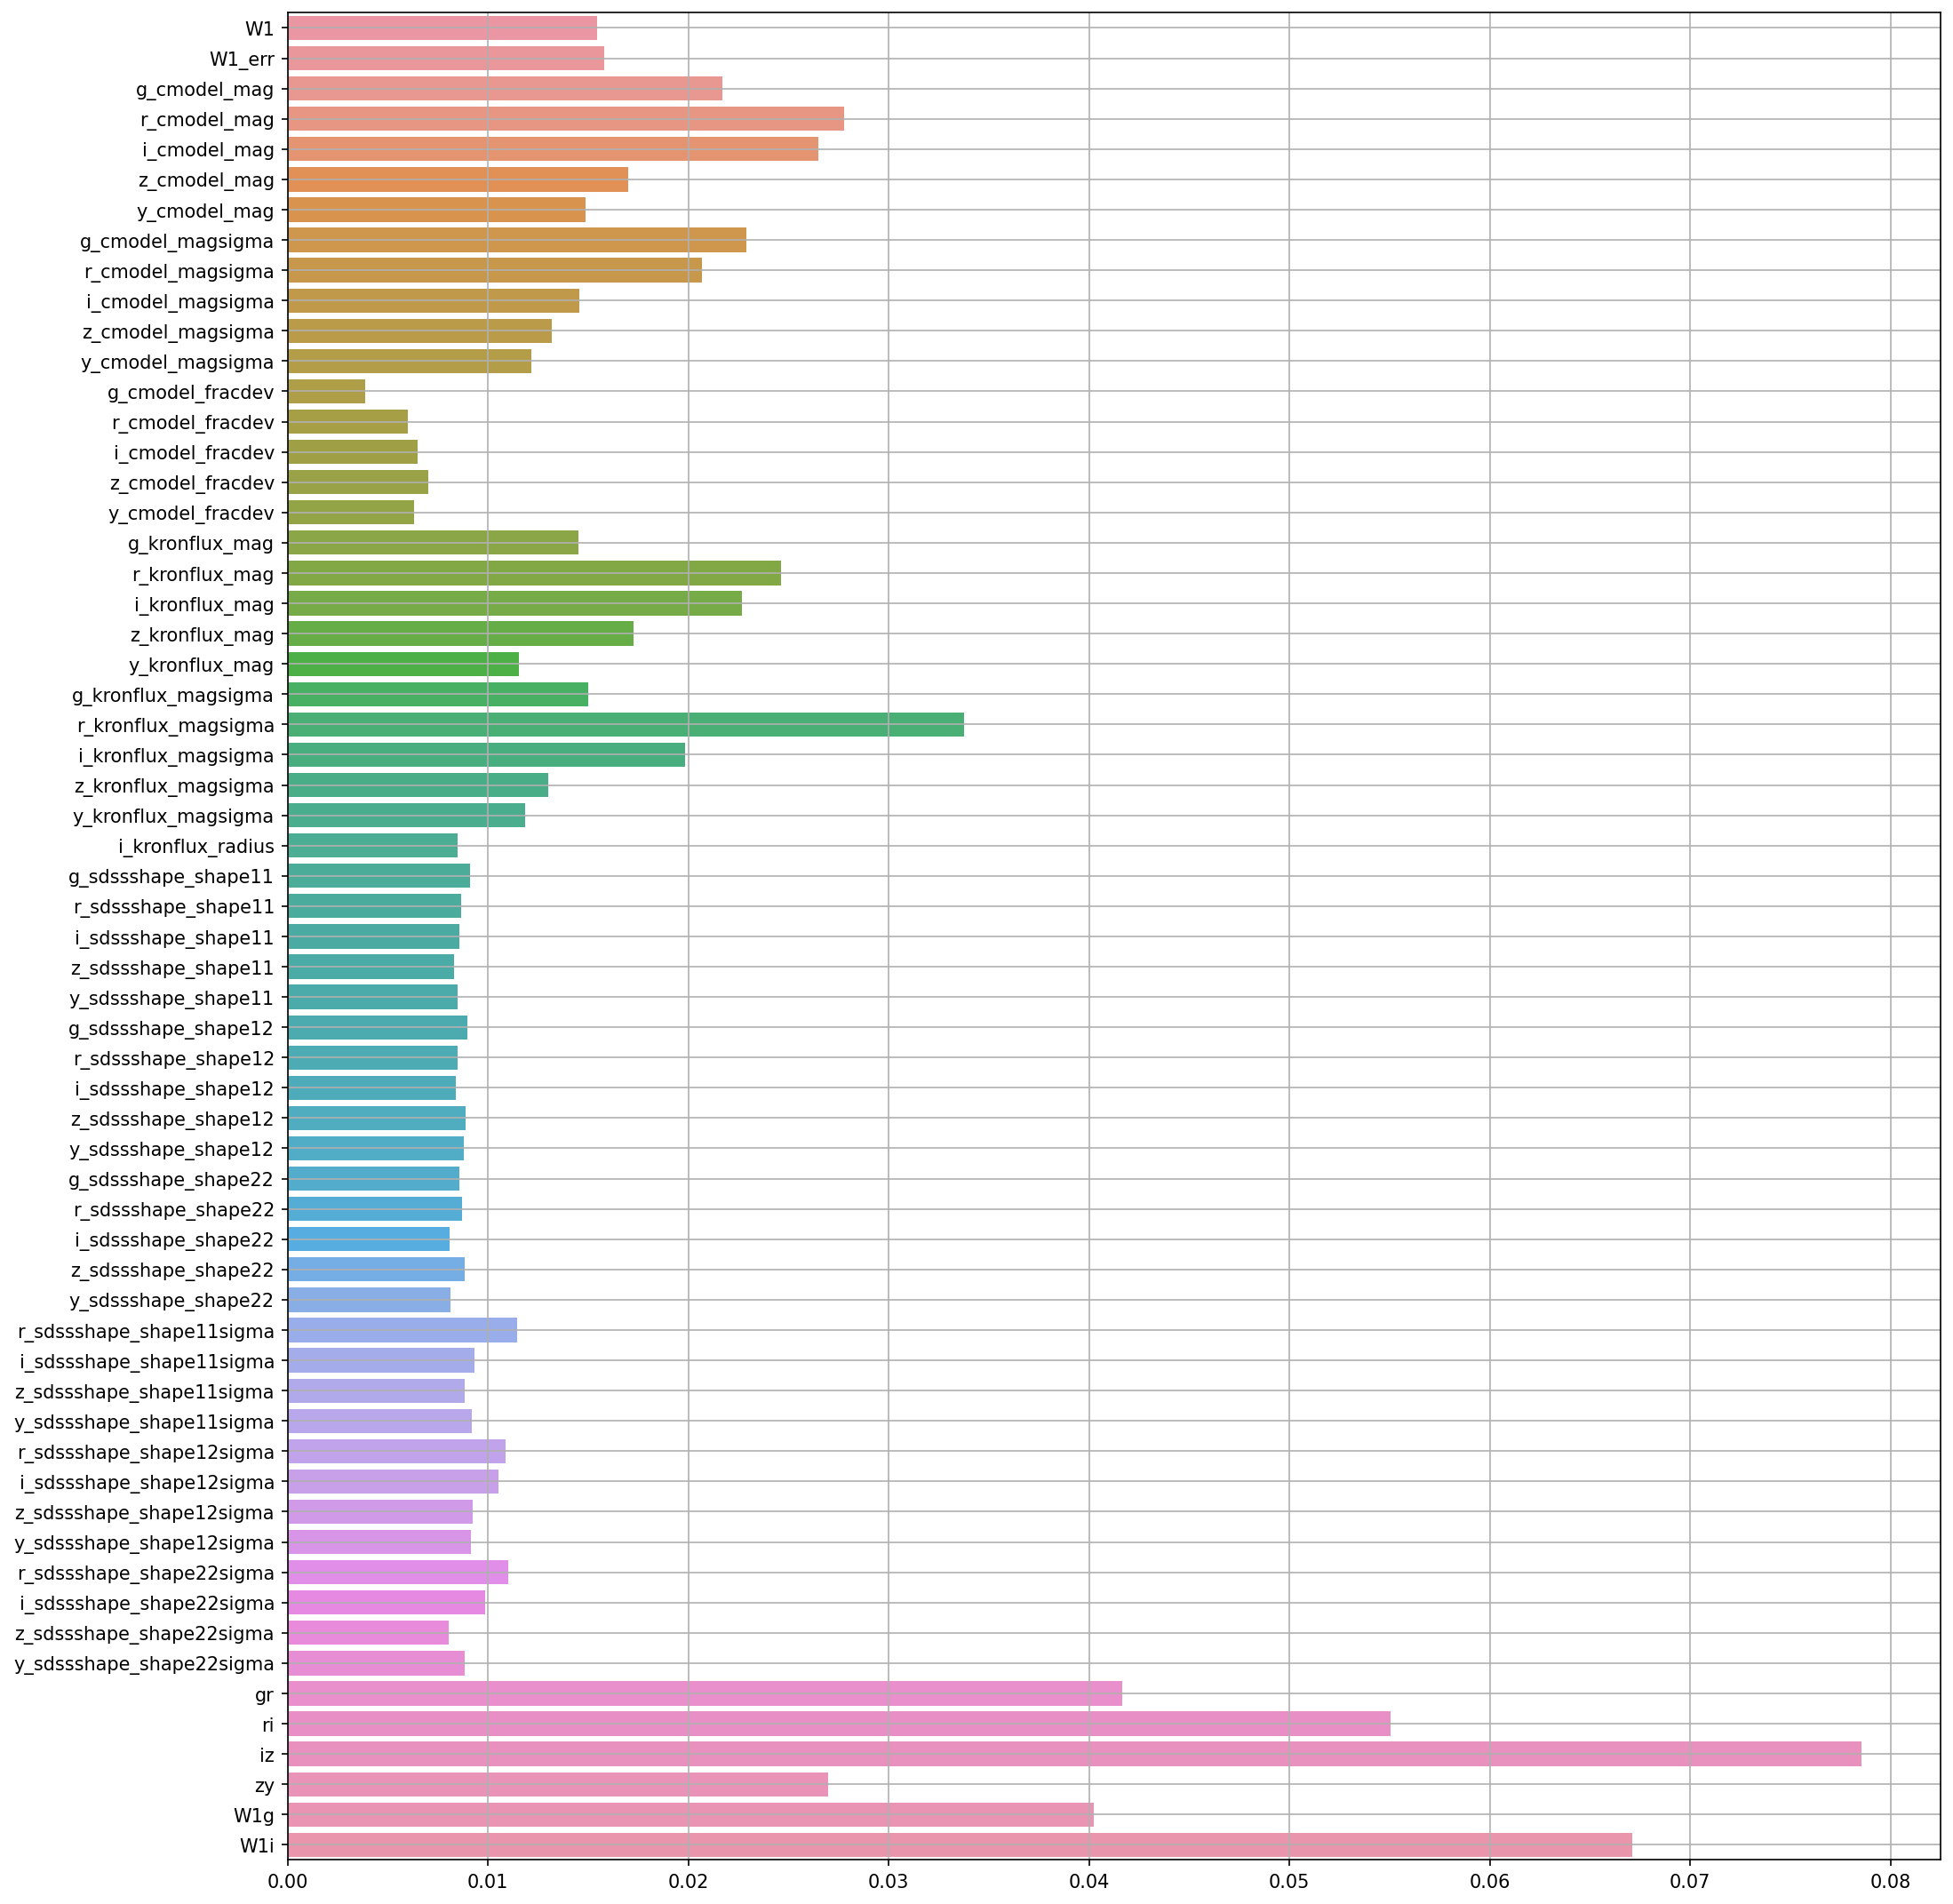 W1
W1_err
g_cmodel_mag
r_cmodel_mag
i_cmodel_mag
z_cmodel_mag
y_cmodel_mag
g_cmodel_magsigma
r_cmodel_magsigma
i_cmodel_magsigma
z_cmodel_magsigma
y_cmodel_magsigma
g_cmodel_fracdev
r_cmodel_fracdev
i_cmodel_fracdev
z_cmodel_fracdev
y_cmodel_fracdev
g_kronflux_mag
r_kronflux_mag
i_kronflux_mag
z_kronflux_mag
y_kronflux_mag
g_kronflux_magsigma
r_kronflux_magsigma
i_kronflux_magsigma
z_kronflux_magsigma
y_kronflux_magsigma
i_kronflux_radius
g_sdssshape_shape11
r_sdssshape_shape11
i_sdssshape_shape11
z_sdssshape_shape11
y_sdssshape_shape11
g_sdssshape_shape12
r_sdssshape_shape12
i_sdssshape_shape12
z_sdssshape_shape12
y_sdssshape_shape12
g_sdssshape_shape22
r_sdssshape_shape22
i_sdssshape_shape22
z_sdssshape_shape22
y_sdssshape_shape22
r_sdssshape_shape11sigma
i_sdssshape_shape11sigma
z_sdssshape_shape11sigma
y_sdssshape_shape11sigma
r_sdssshape_shape12sigma
i_sdssshape_shape12sigma
z_sdssshape_shape12sigma
y_sdssshape_shape12sigma
r_sdssshape_shape22sigma
i_sdssshape_shape22sigma
z_sdssshape_shape22sigma
y_sdssshape_shape22sigma
gr
ri
iz
zy
W1g
W1i
0.00 0.01 0.02 0.03 0.04 0.05 0.06 0.07 0.08